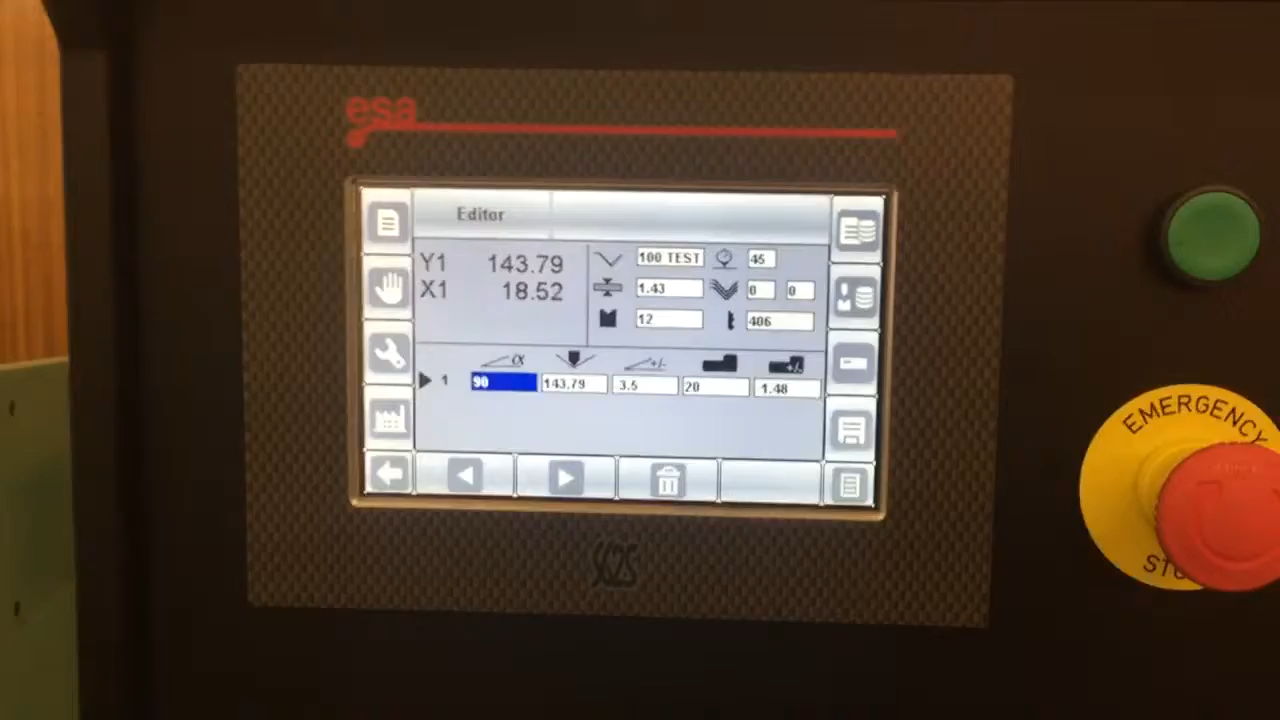 esa
Editor
Y1 143.79
X1 18.52
100 TEST 45
1.43 0 0
12 406
α +/- +/-
1 90 143.79 3.5 20 1.48
EMERGENCY